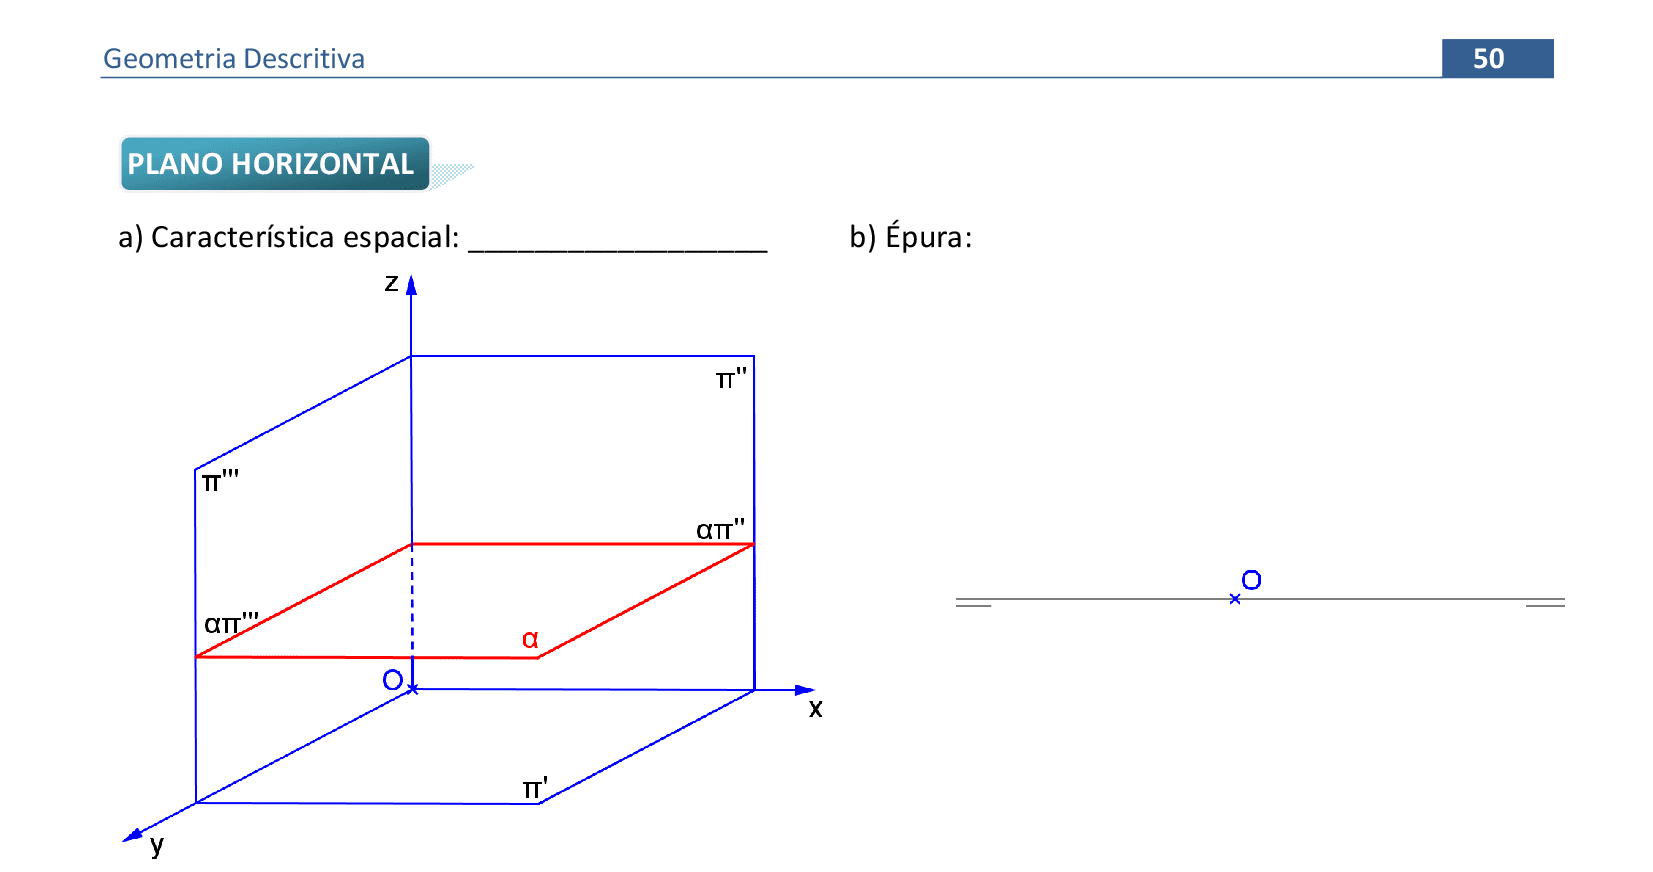 Geometria Descritiva 50
PLANO HORIZONTAL
a) Característica espacial: ___________________ b) Épura:
z
π''
π'''
απ''
απ'''
α
O
O
x
π'
y